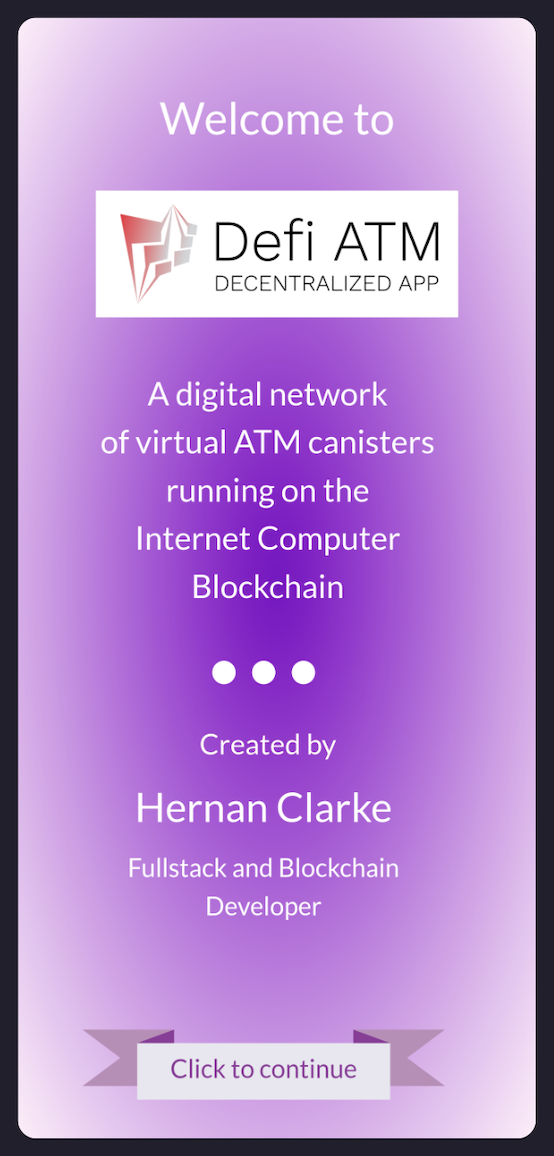 Welcome to
Defi ATM
DECENTRALIZED APP
A digital network
of virtual ATM canisters
running on the
Internet Computer
Blockchain
Created by
Hernan Clarke
Fullstack and Blockchain
Developer
Click to continue